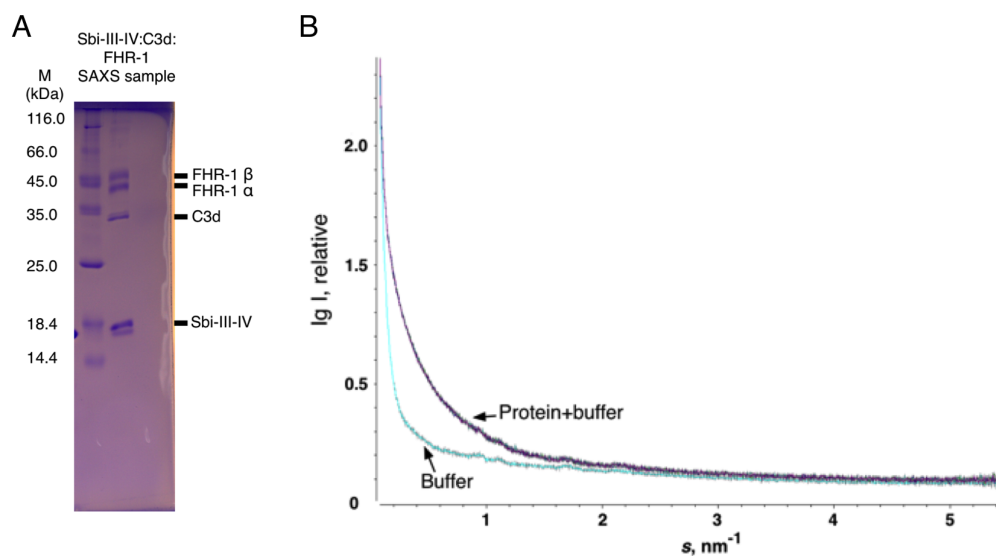 A
Sbi-III-IV:C3d:
FHR-1
SAXS sample
M
(kDa)
116.0
66.0
45.0
35.0
25.0
18.4
14.4
FHR-1 β
FHR-1 α
C3d
Sbi-III-IV
B
lg I, relative
2.0
1.5
0.5
0
Protein+buffer
Buffer
1
2
3
4
5
s, nm⁻¹